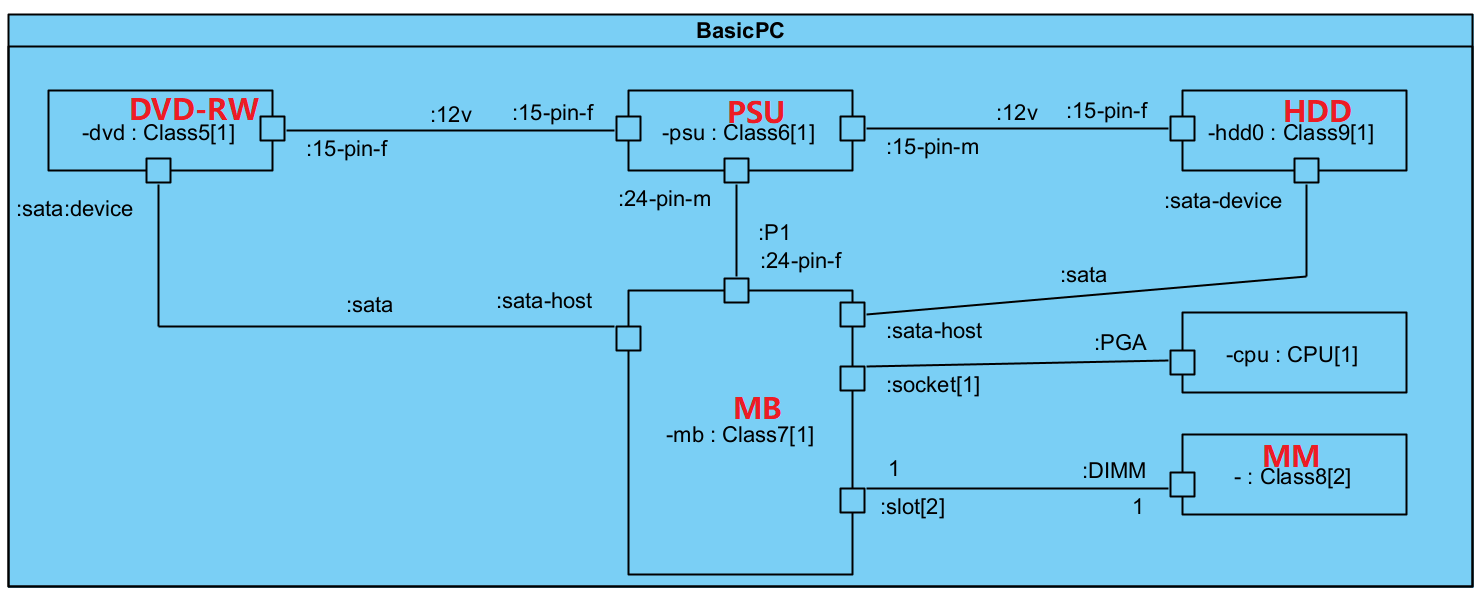 BasicPC
DVD-RW
-dvd : Class5[1]
:12v
:15-pin-f
:15-pin-f
PSU
-psu : Class6[1]
:12v
:15-pin-f
:15-pin-m
HDD
-hdd0 : Class9[1]
:sata:device
:24-pin-m
:sata-device
:P1
:24-pin-f
:sata
:sata-host
:sata
:sata-host
:PGA
:socket[1]
-cpu : CPU[1]
MB
-mb : Class7[1]
1
:DIMM
:slot[2]
1
MM
- : Class8[2]